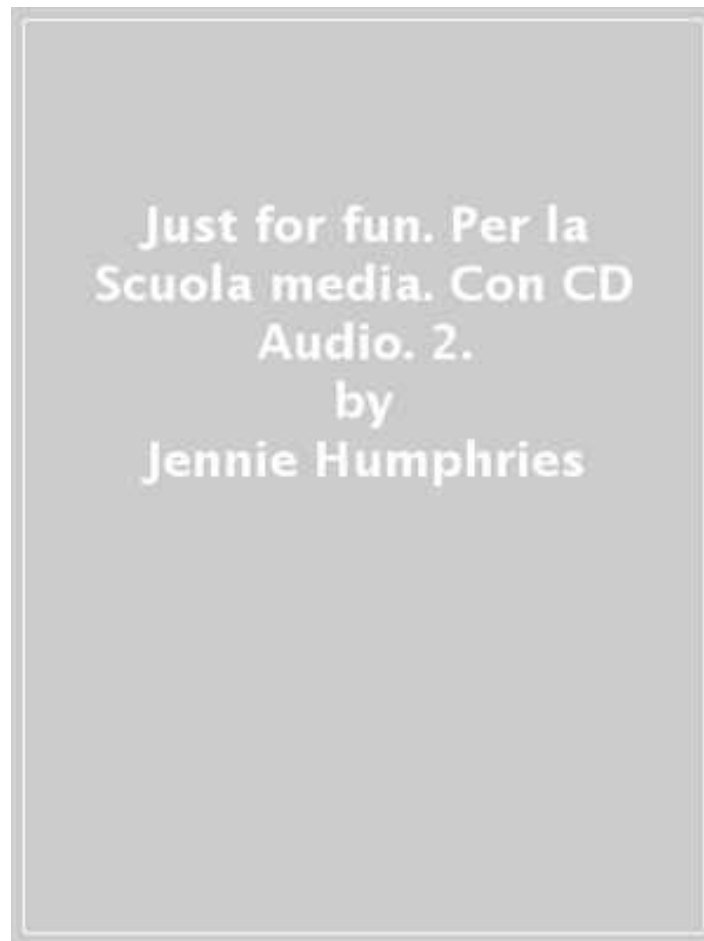 Just for fun. Per la
Scuola media. Con CD
Audio. 2.
by
Jennie Humphries